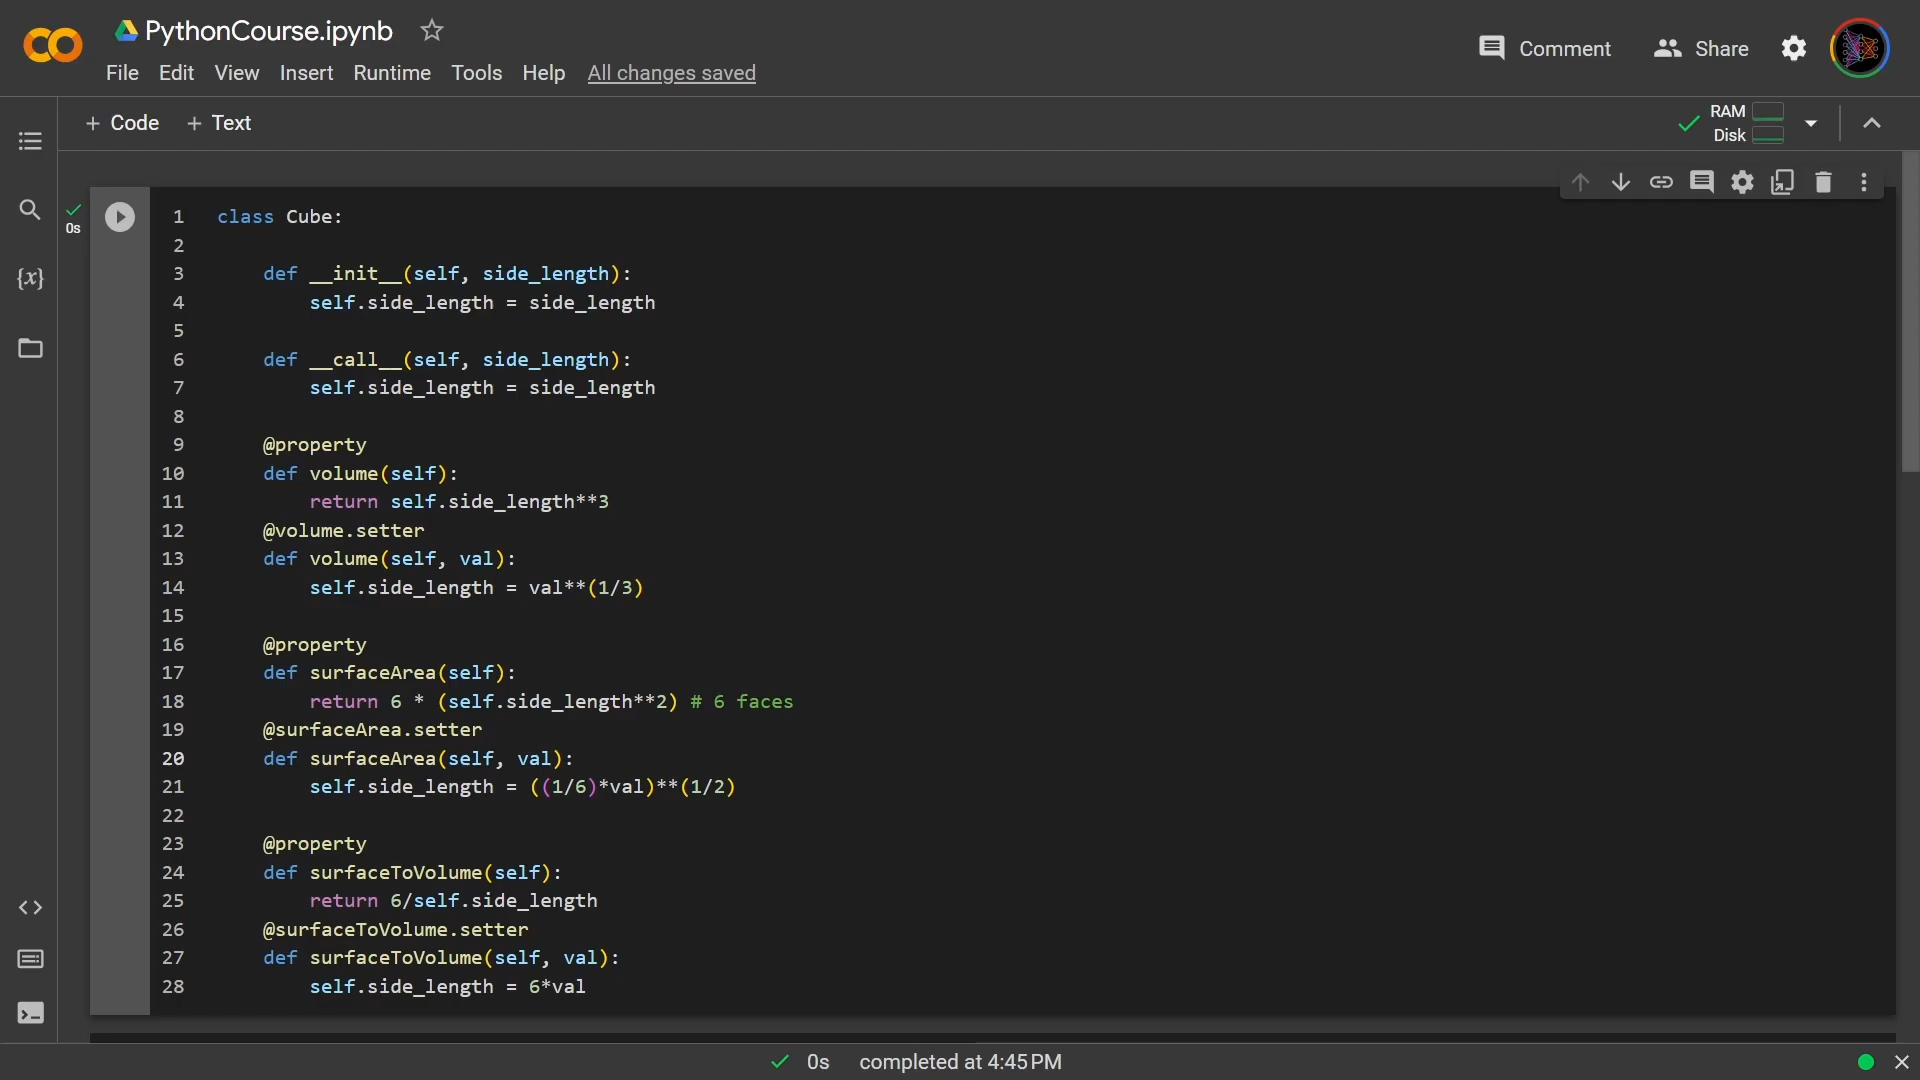 PythonCourse.ipynb
File Edit View Insert Runtime Tools Help All changes saved
Comment Share
+ Code + Text
RAM
Disk
0s
1 class Cube:
2
3     def __init__(self, side_length):
4         self.side_length = side_length
5
6     def __call__(self, side_length):
7         self.side_length = side_length
8
9     @property
10     def volume(self):
11         return self.side_length**3
12     @volume.setter
13     def volume(self, val):
14         self.side_length = val**(1/3)
15
16     @property
17     def surfaceArea(self):
18         return 6 * (self.side_length**2) # 6 faces
19     @surfaceArea.setter
20     def surfaceArea(self, val):
21         self.side_length = ((1/6)*val)**(1/2)
22
23     @property
24     def surfaceToVolume(self):
25         return 6/self.side_length
26     @surfaceToVolume.setter
27     def surfaceToVolume(self, val):
28         self.side_length = 6*val
0s completed at 4:45 PM